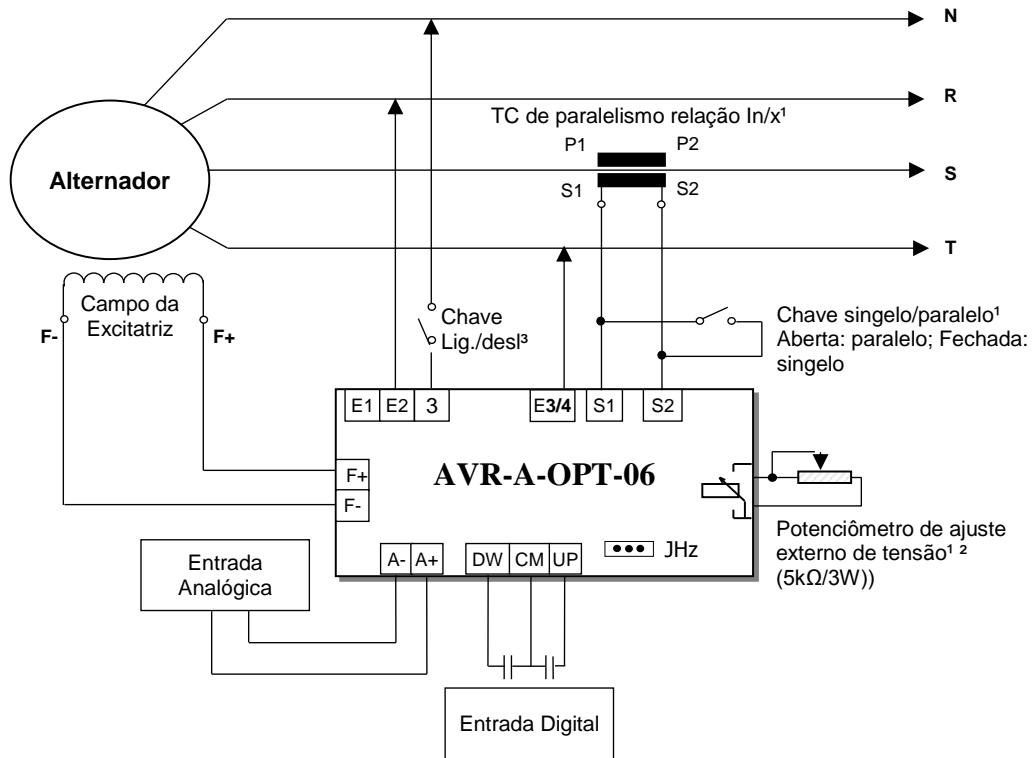 N
R
TC de paralelismo relação In/x¹
P1
P2
Alternador
S
S1
S2
T
Campo da
Excitatriz
F-
F+
Chave
Lig./desl³
Chave singelo/paralelo¹
Aberta: paralelo; Fechada:
singelo
E1
E2
3
E3/4
S1
S2
AVR-A-OPT-06
F+
F-
Potenciômetro de ajuste
externo de tensão¹ ²
(5kΩ/3W))
JHz
A-
A+
DW
CM
UP
Entrada
Analógica
Entrada Digital